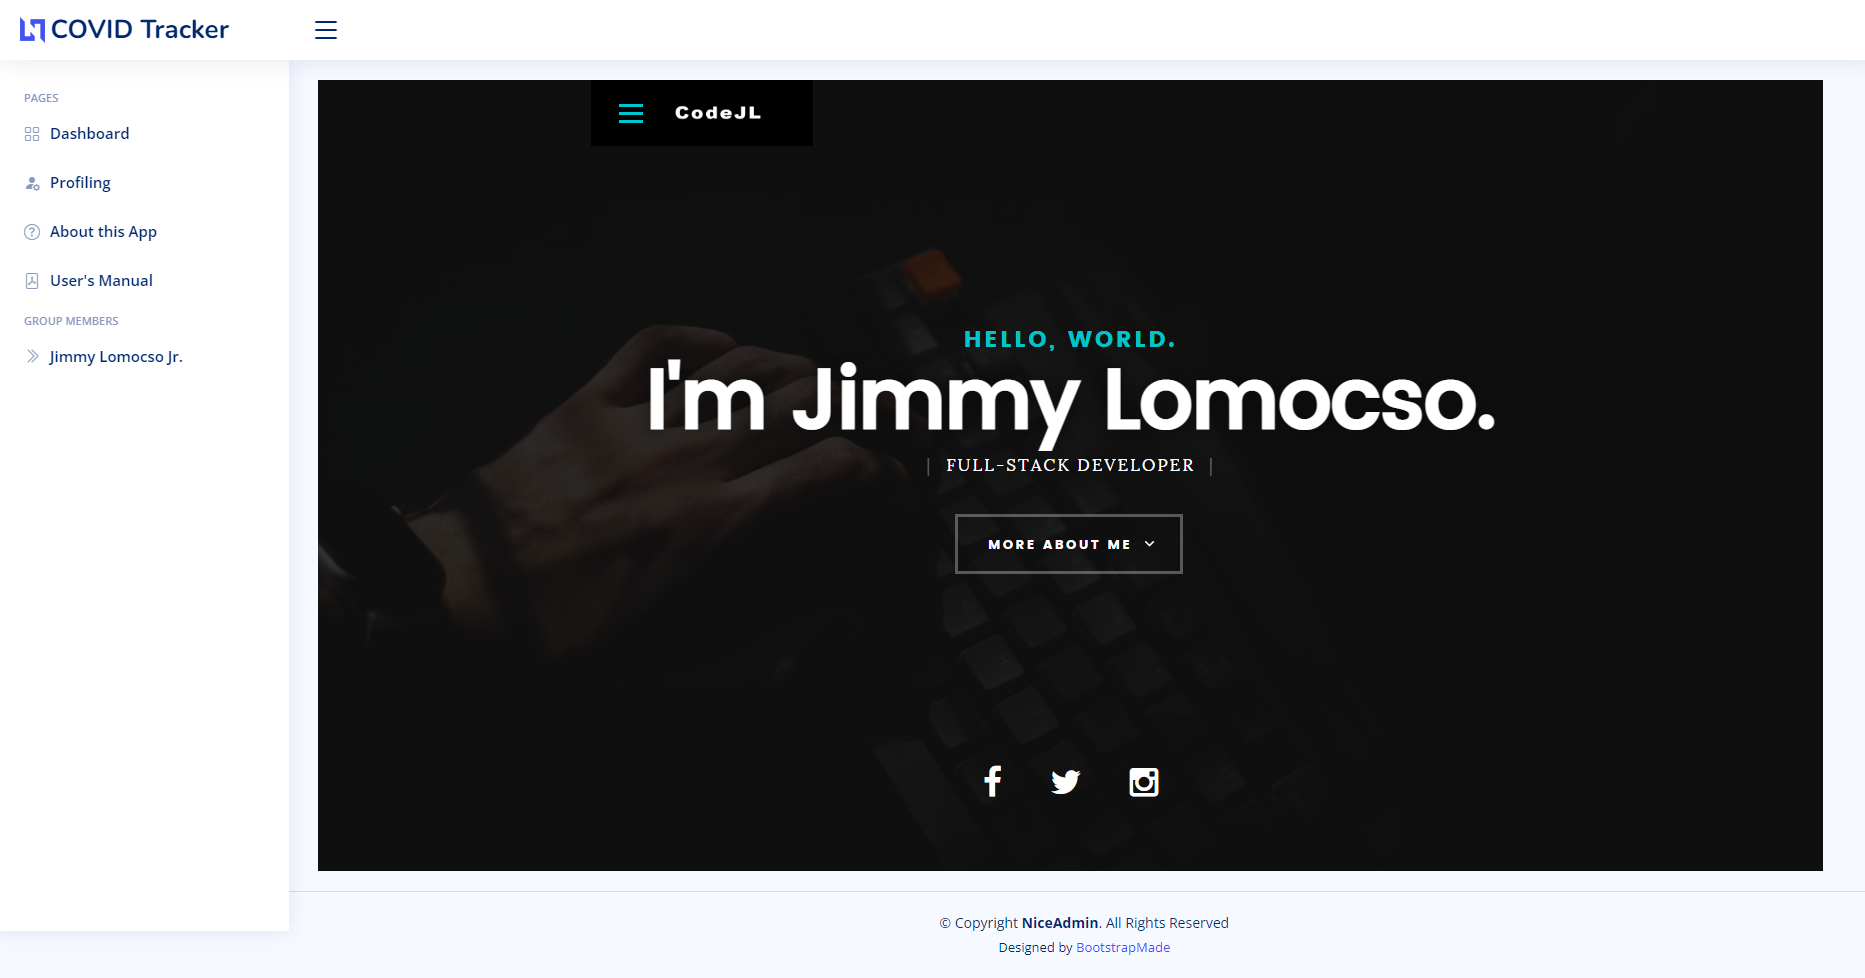 COVID Tracker
PAGES
Dashboard
Profiling
About this App
User's Manual
GROUP MEMBERS
Jimmy Lomocso Jr.
CodeJL
HELLO, WORLD.
I'm Jimmy Lomocso.
| FULL-STACK DEVELOPER |
MORE ABOUT ME
© Copyright NiceAdmin. All Rights Reserved
Designed by BootstrapMade